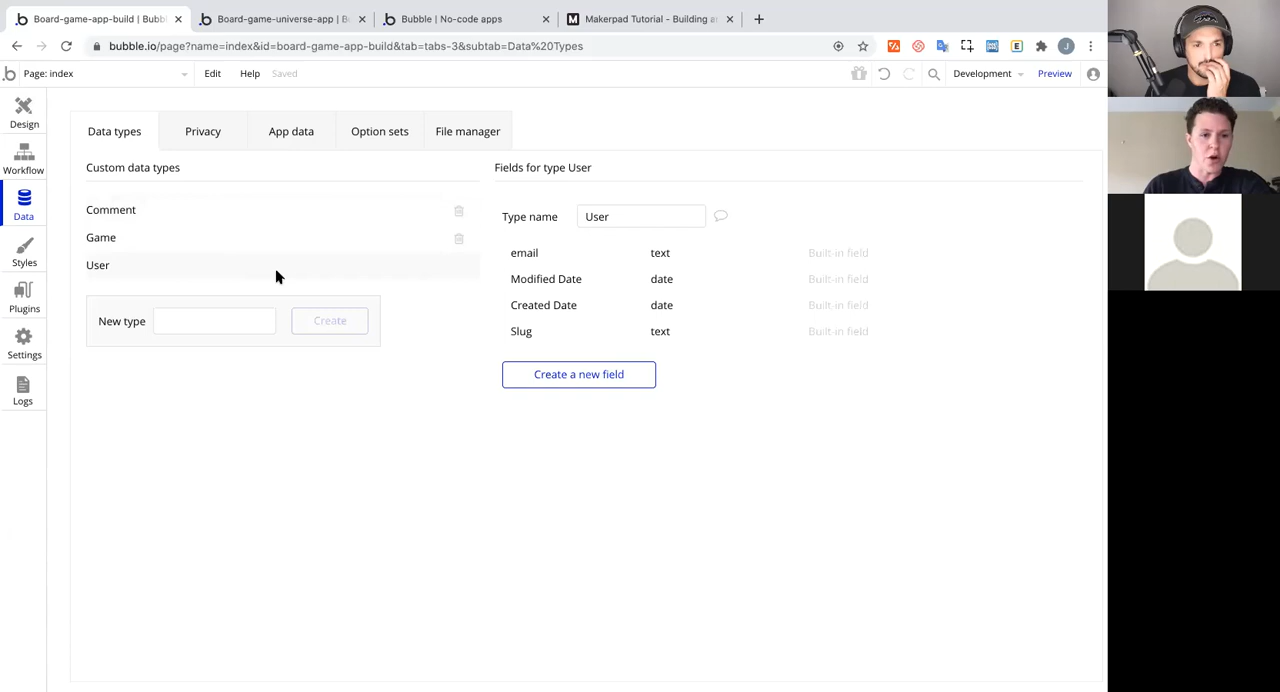 Board-game-app-build | Bubbl
Board-game-universe-app | B
Bubble | No-code apps
Makerpad Tutorial - Building a
bubble.io/page?name=index&id=board-game-app-build&tab=tabs-3&subtab=Data%20Types
J
Page: index
Edit
Help
Saved
Development
Preview
Design
Workflow
Data
Styles
Plugins
Settings
Logs
Data types
Privacy
App data
Option sets
File manager
Custom data types
Comment
Game
User
New type
Create
Fields for type User
Type name
User
email text Built-in field
Modified Date date Built-in field
Created Date date Built-in field
Slug text Built-in field
Create a new field